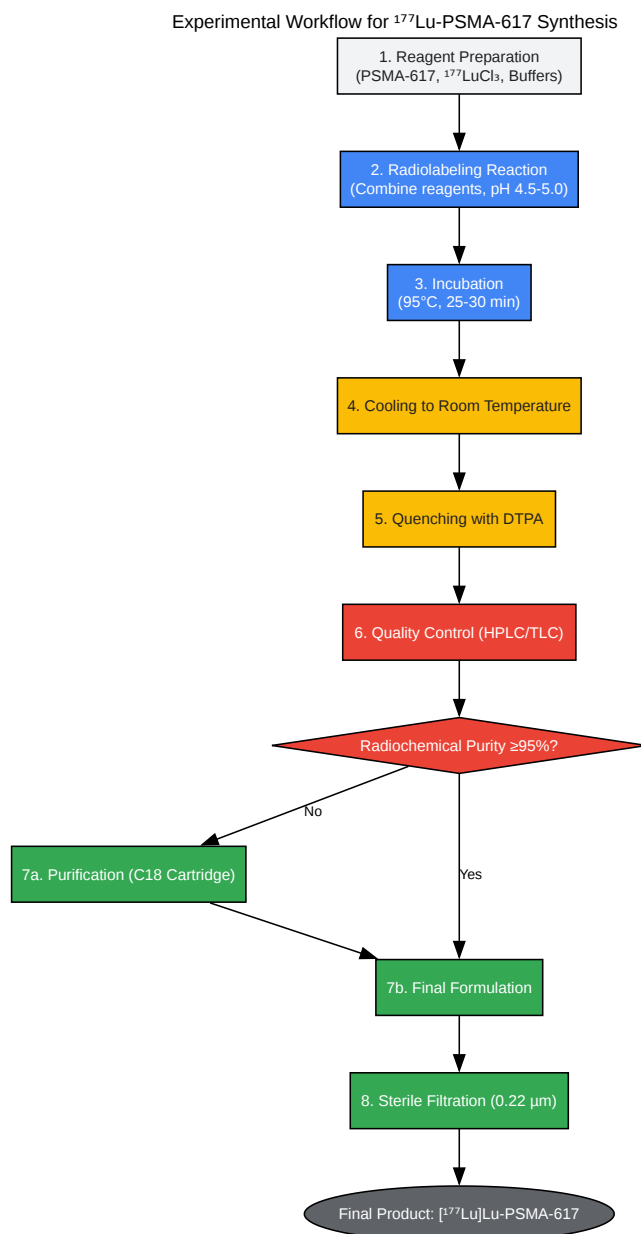 Experimental Workflow for ¹⁷⁷Lu-PSMA-617 Synthesis
1. Reagent Preparation
(PSMA-617, ¹⁷⁷LuCl₃, Buffers)
2. Radiolabeling Reaction
(Combine reagents, pH 4.5-5.0)
3. Incubation
(95°C, 25-30 min)
4. Cooling to Room Temperature
5. Quenching with DTPA
6. Quality Control (HPLC/TLC)
Radiochemical Purity ≥95%?
No
7a. Purification (C18 Cartridge)
Yes
7b. Final Formulation
8. Sterile Filtration (0.22 µm)
Final Product: [¹⁷⁷Lu]Lu-PSMA-617